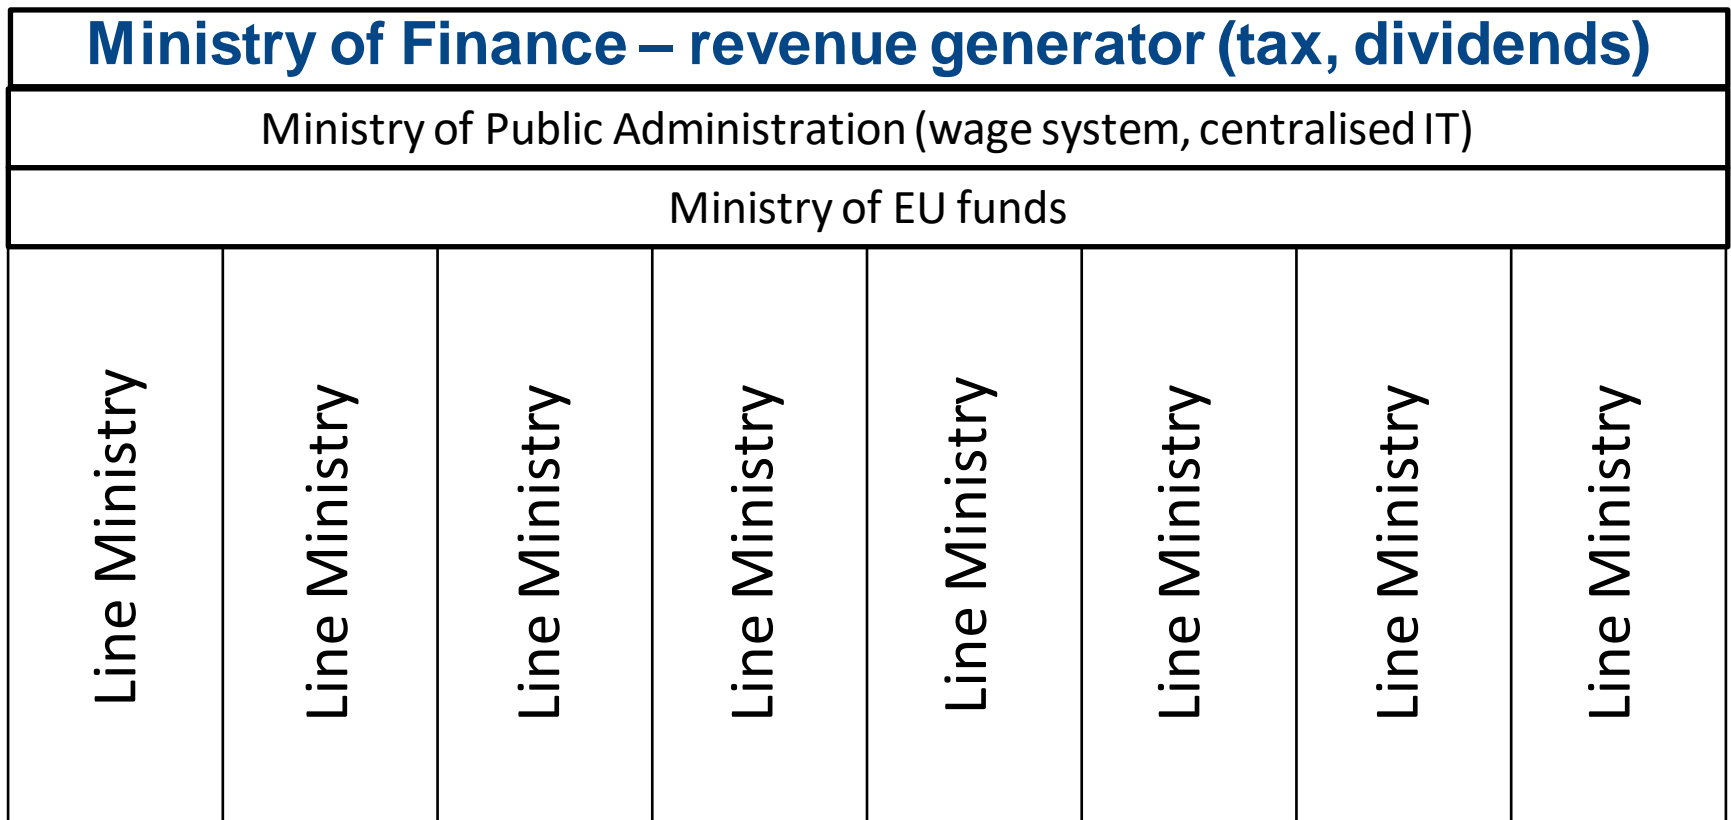 Ministry of Finance – revenue generator (tax, dividends)
Ministry of Public Administration (wage system, centralised IT)
Ministry of EU funds
Line Ministry
Line Ministry
Line Ministry
Line Ministry
Line Ministry
Line Ministry
Line Ministry
Line Ministry